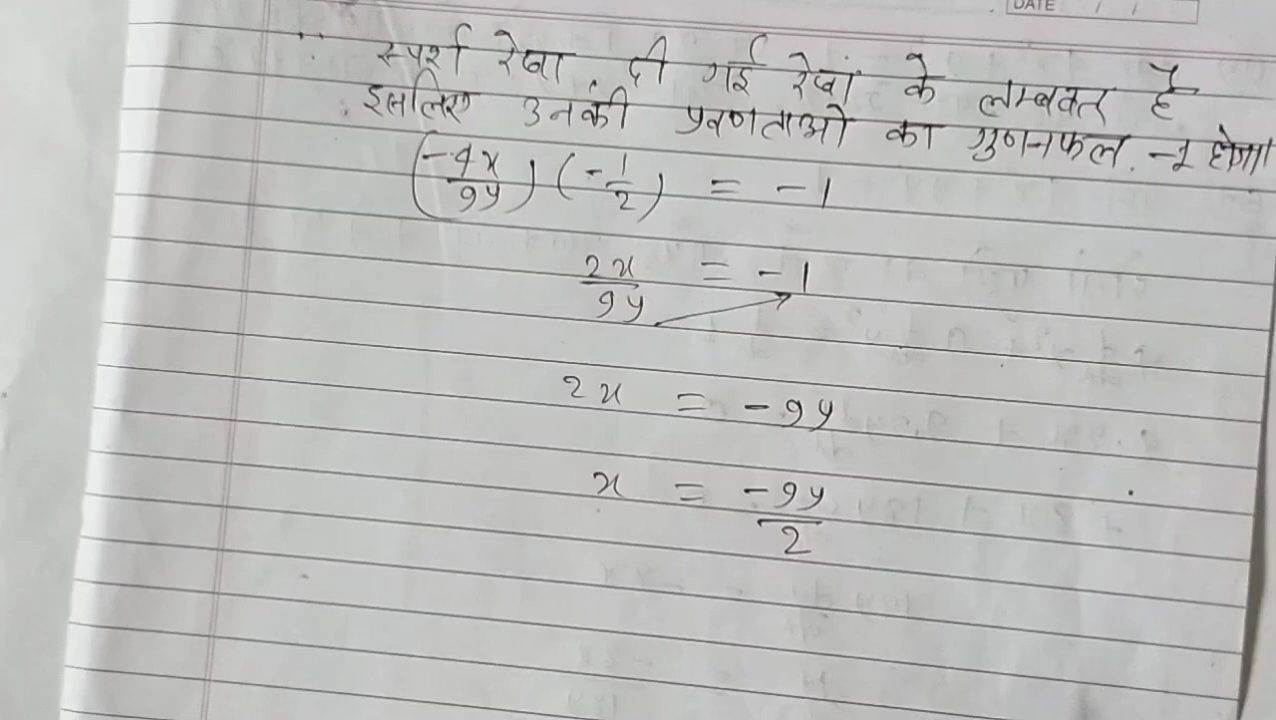 DATE / /
∵ स्पर्श रेखा दी गई रेखां के लम्बवत् है
इसलिए उनकी प्रवणताओं का गुणनफल -1 होगा
(-4x/9y) (-1/2) = -1
2x/9y = -1
2x = -9y
x = -9y/2